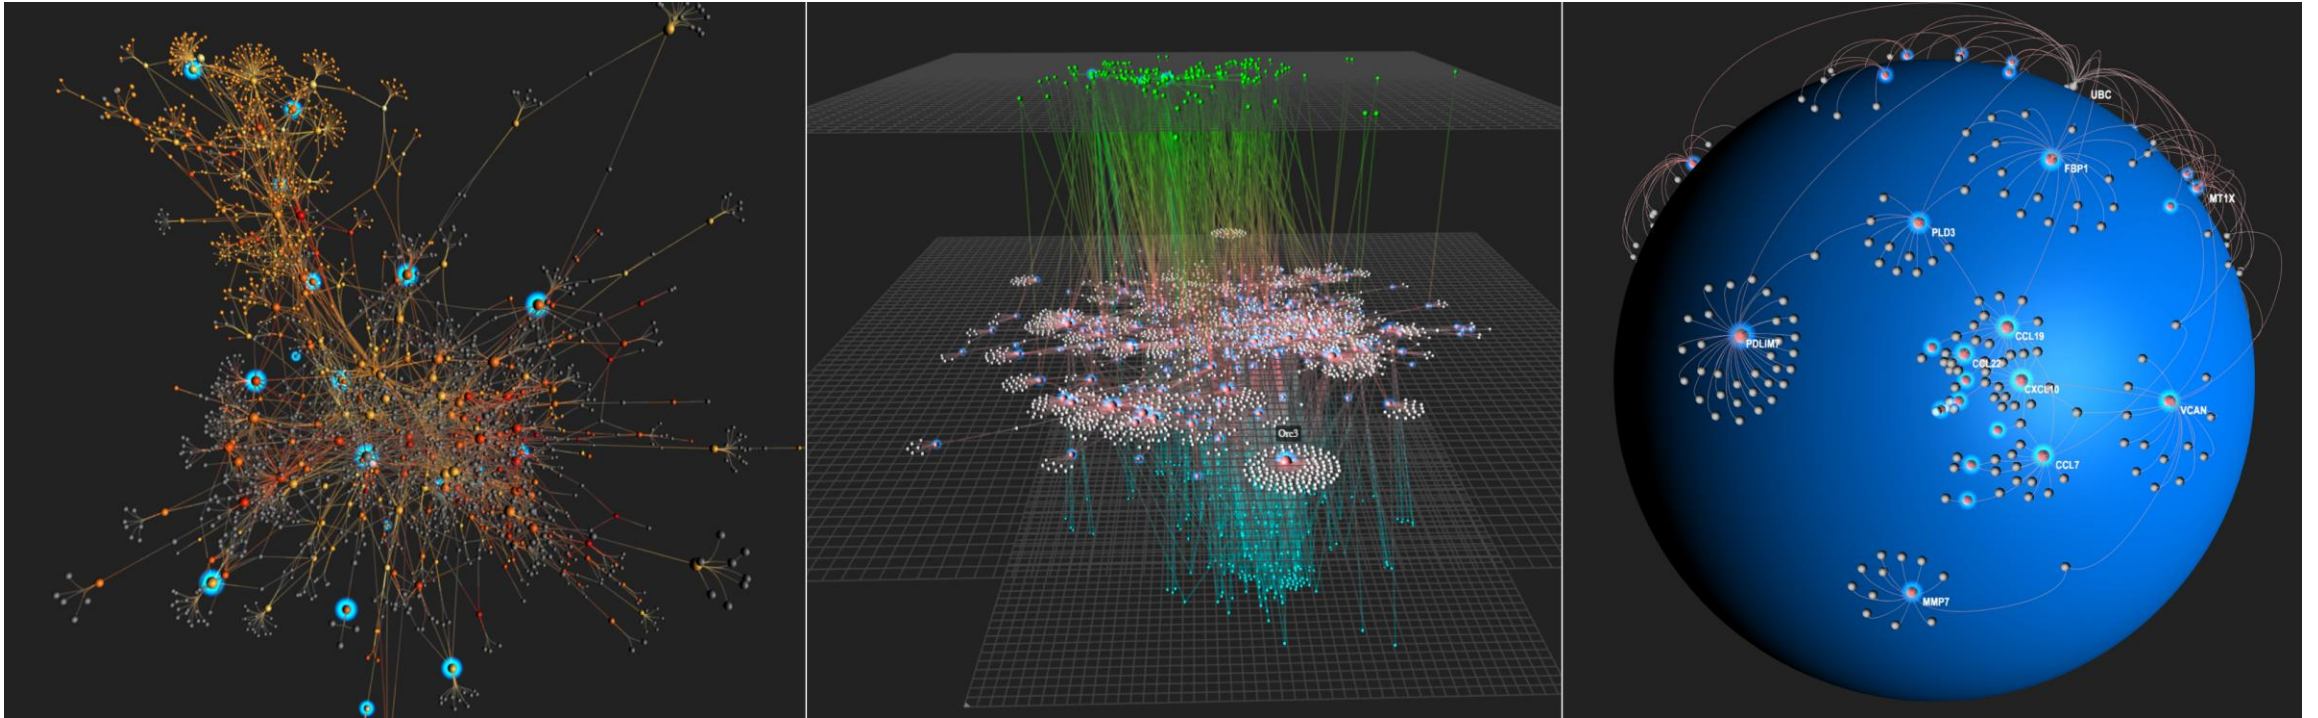 Orc3
UBC
FBP1
MT1X
PLD3
PDLIM7
CCL19
CCL22
CXCL10
VCAN
CCL7
MMP7